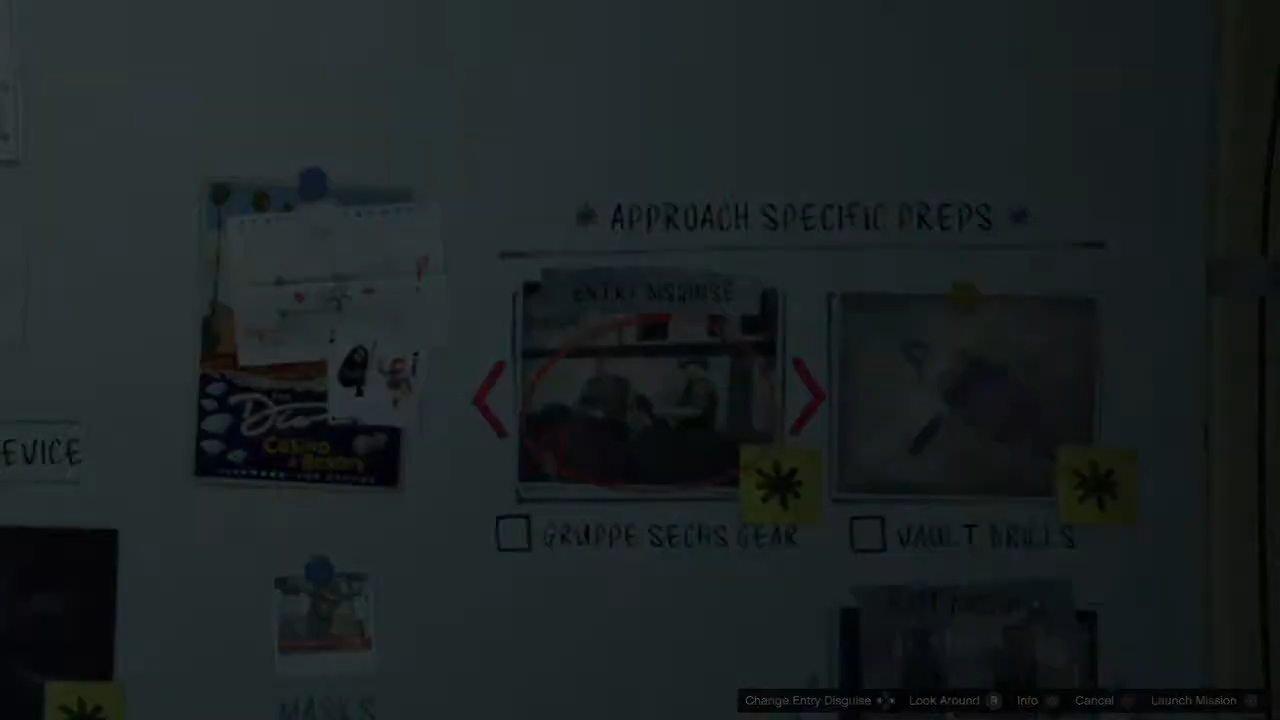 APPROACH SPECIFIC PREPS
ENTRY DISGUISE
EVICE
Casino
& Resort
GRUPPE SECHS GEAR
VAULT DRILLS
MASKS
Change Entry Disguise
Look Around
Info
Cancel
Launch Mission